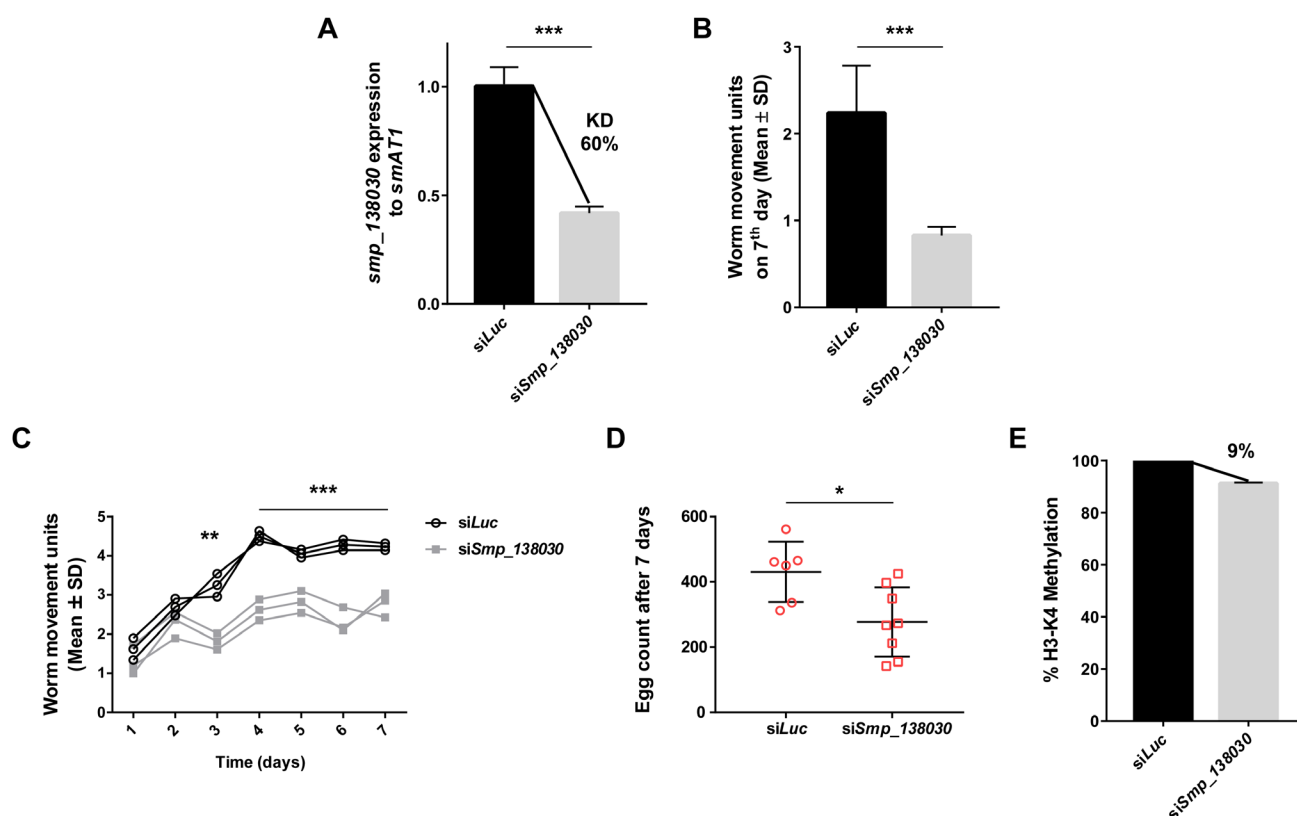 A
***
smp_138030 expression
to smAT1
1.0
0.5
0.0
KD
60%
siLuc
siSmp_138030
B
***
Worm movement units
on 7th day (Mean ± SD)
3
2
1
0
siLuc
siSmp_138030
C
Worm movement units
(Mean ± SD)
5
4
3
2
1
0
**
***
siLuc
siSmp_138030
1 2 3 4 5 6 7
Time (days)
D
*
Egg count after 7 days
600
400
200
0
siLuc siSmp_138030
E
% H3-K4 Methylation
100
80
60
40
20
0
9%
siLuc
siSmp_138030